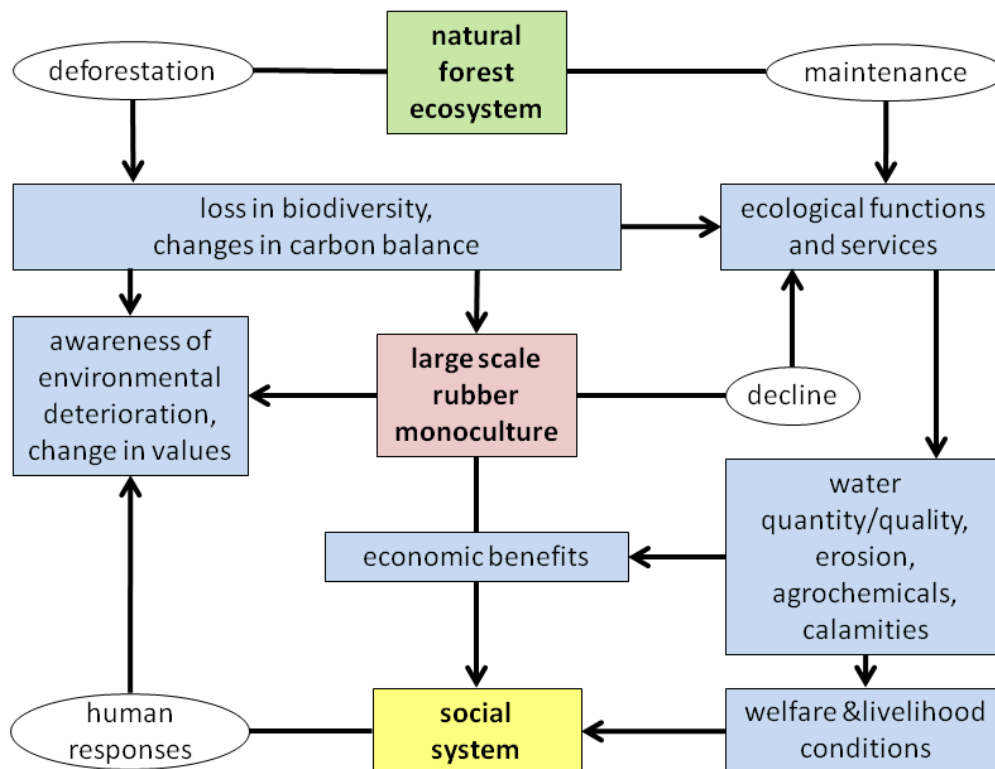 natural
forest
ecosystem
deforestation
maintenance
loss in biodiversity,
changes in carbon balance
ecological functions
and services
awareness of
environmental
deterioration,
change in values
large scale
rubber
monoculture
decline
water
quantity/quality,
erosion,
agrochemicals,
calamities
economic benefits
human
responses
social
system
welfare &livelihood
conditions